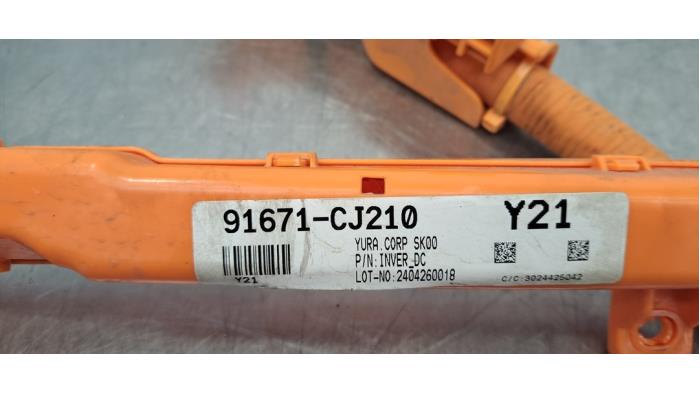 91671-CJ210 Y21
YURA.CORP SK00
P/N:INVER_DC
LOT-NO:2404260018
Y21
C/C:3024425042